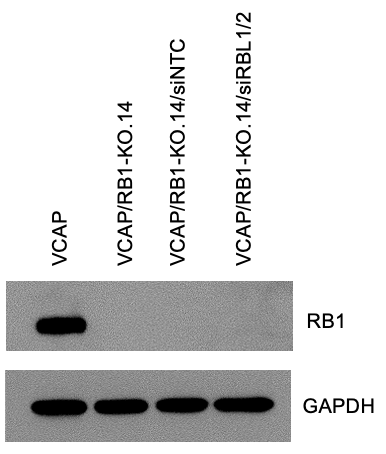 VCAP
VCAP/RB1-KO.14
VCAP/RB1-KO.14/siNTC
VCAP/RB1-KO.14/siRBL1/2
RB1
GAPDH